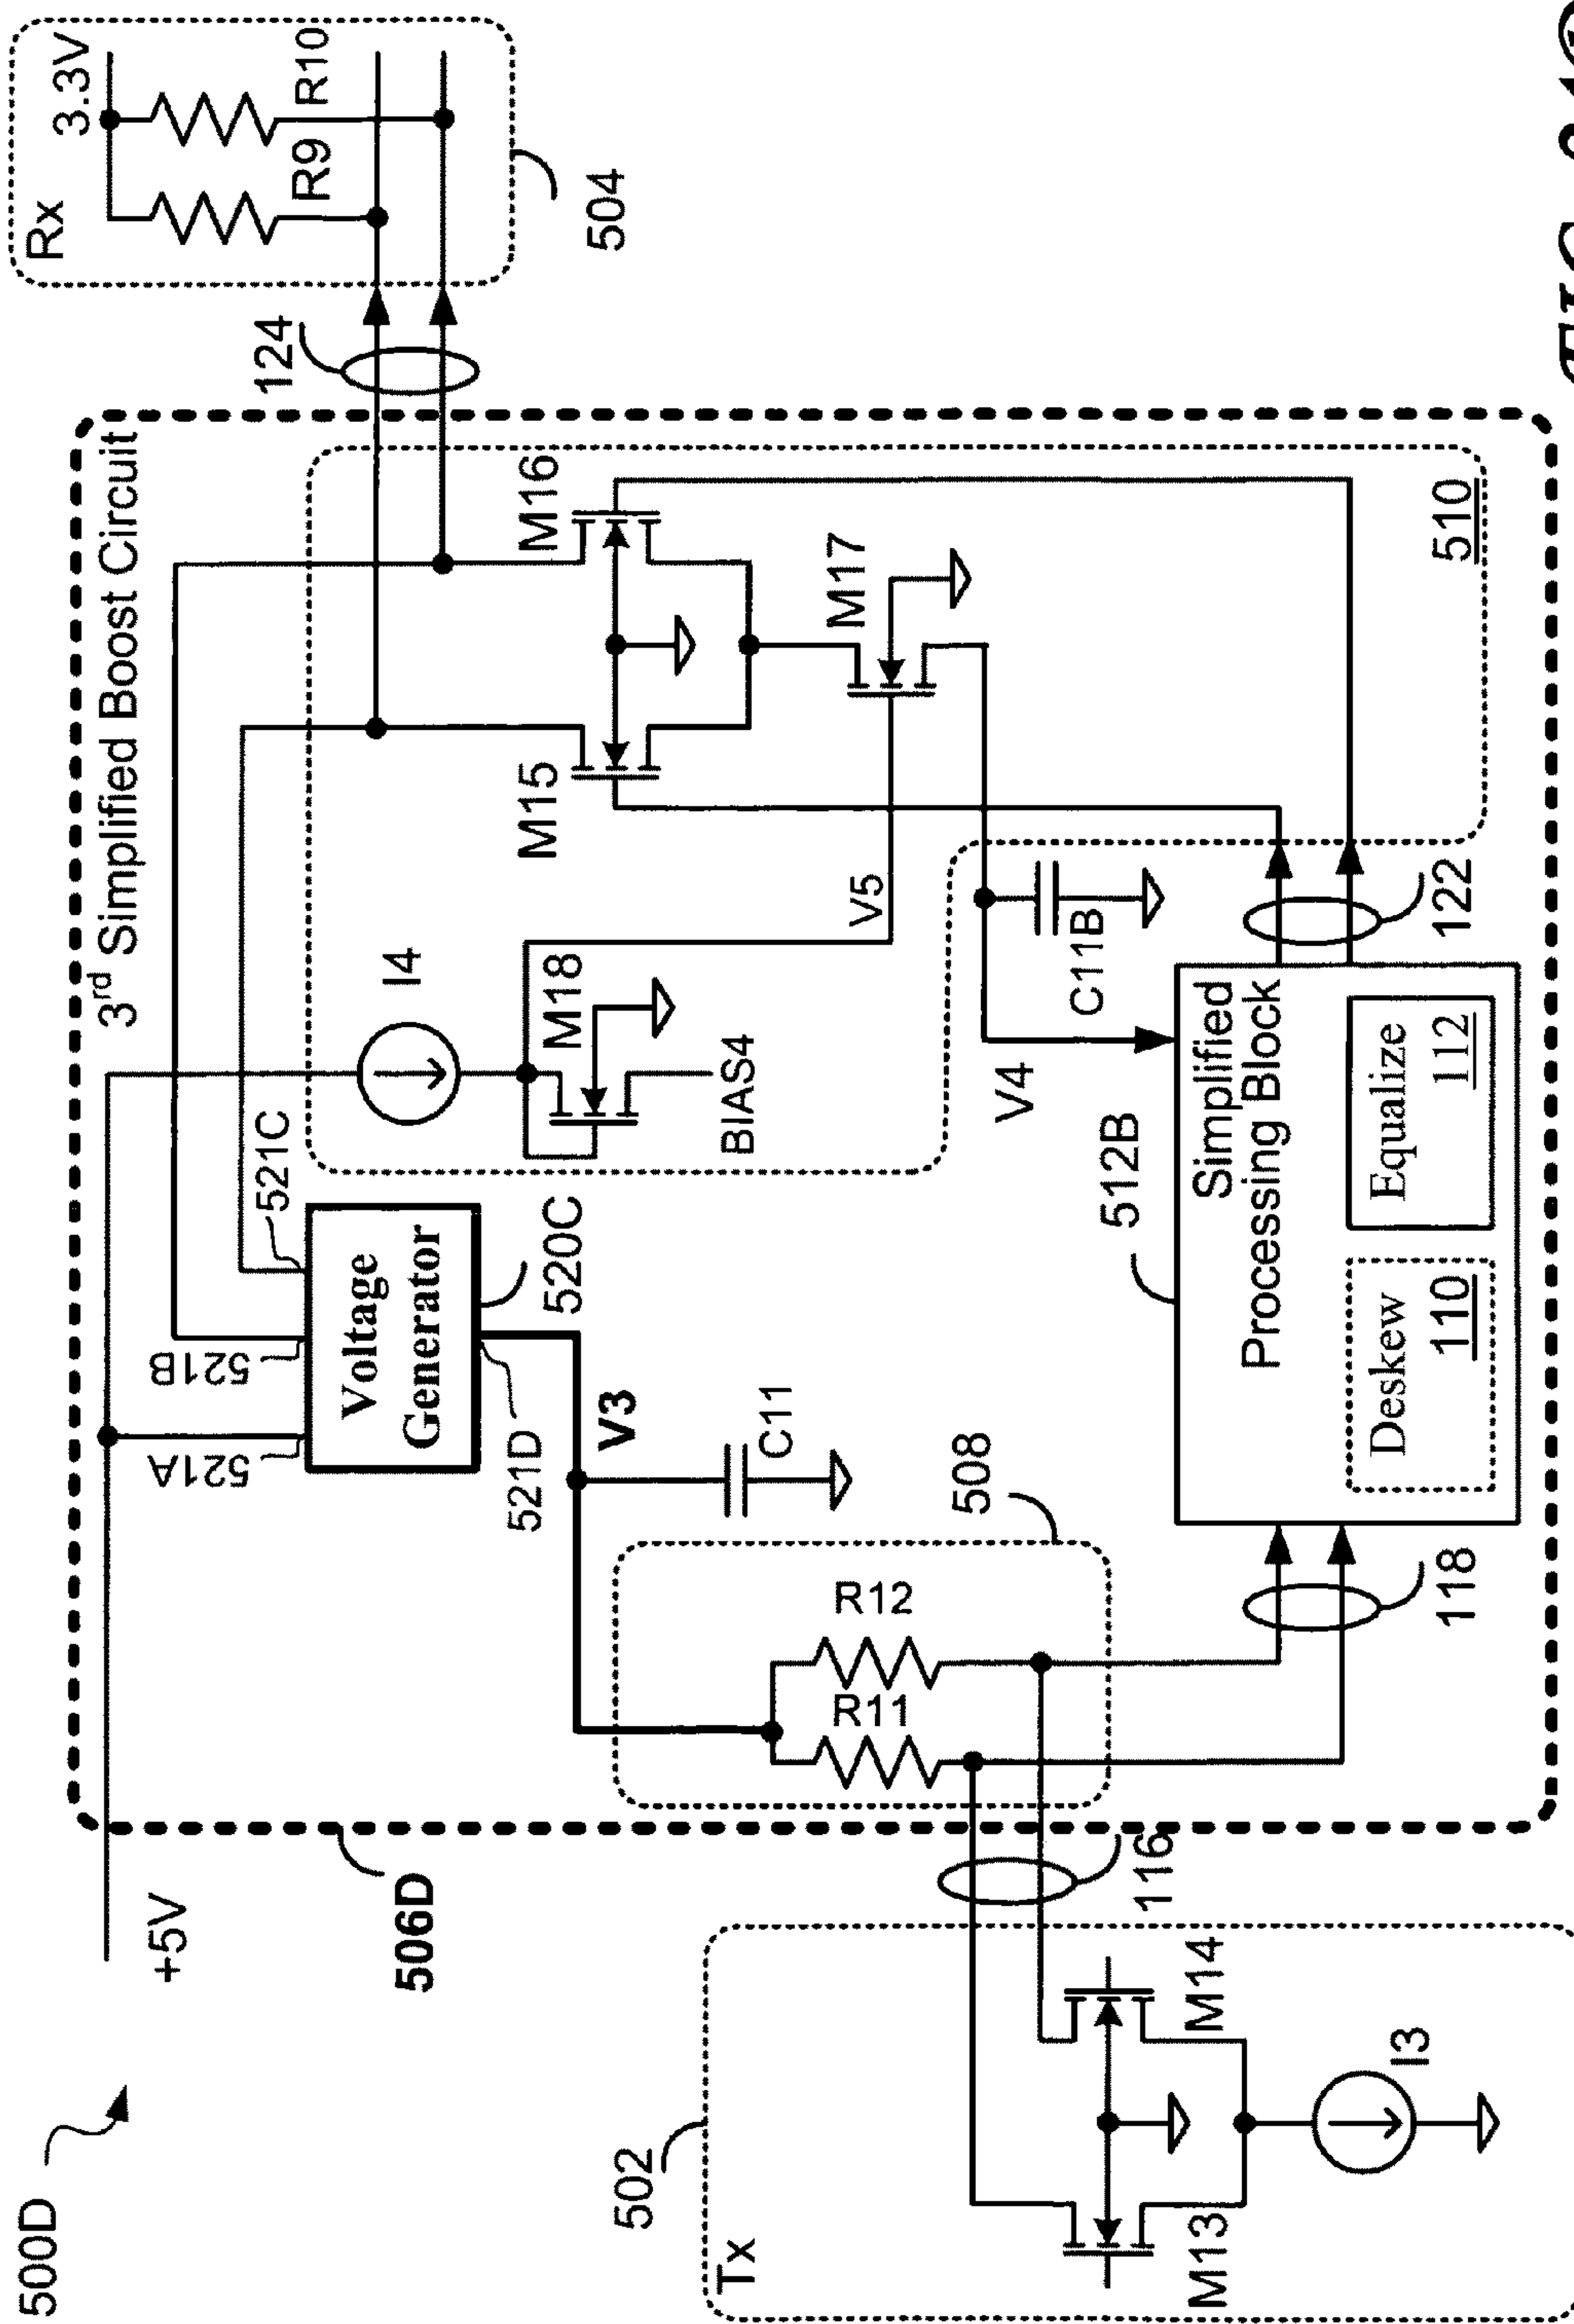 500D
+5V
506D
3rd Simplified Boost Circuit
521A
521B
521C
Voltage
Generator
520C
521D
V3
C11
I4
M18
BIAS4
V5
M15
M16
M17
510
124
Rx
3.3V
R9
R10
504
508
R11
R12
502
Tx
M13
M14
I3
116
118
512B
V4
C11B
Simplified
Processing Block
Deskew
110
Equalize
112
122